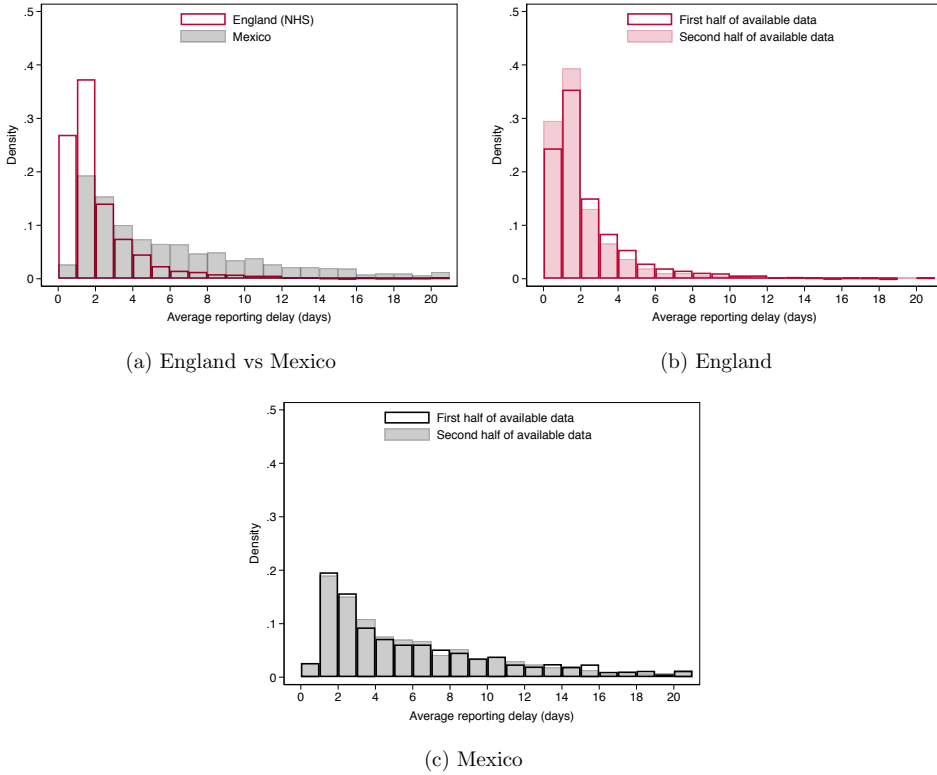 England (NHS)
Mexico
.5
.4
.3
.2
.1
0
Density
0 2 4 6 8 10 12 14 16 18 20
Average reporting delay (days)
(a) England vs Mexico
First half of available data
Second half of available data
.5
.4
.3
.2
.1
0
Density
0 2 4 6 8 10 12 14 16 18 20
Average reporting delay (days)
(b) England
First half of available data
Second half of available data
.5
.4
.3
.2
.1
0
Density
0 2 4 6 8 10 12 14 16 18 20
Average reporting delay (days)
(c) Mexico